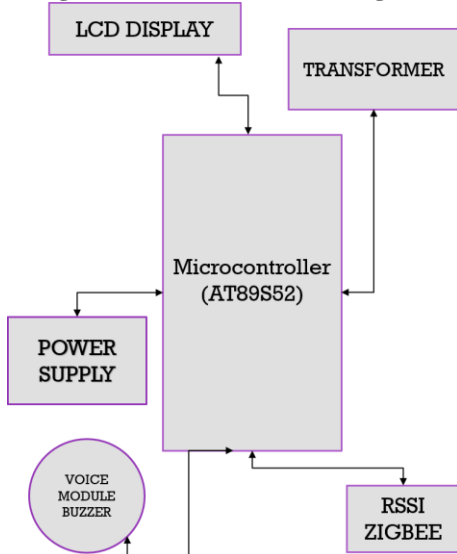 LCD DISPLAY
TRANSFORMER
Microcontroller
(AT89S52)
POWER
SUPPLY
VOICE
MODULE
BUZZER
RSSI
ZIGBEE